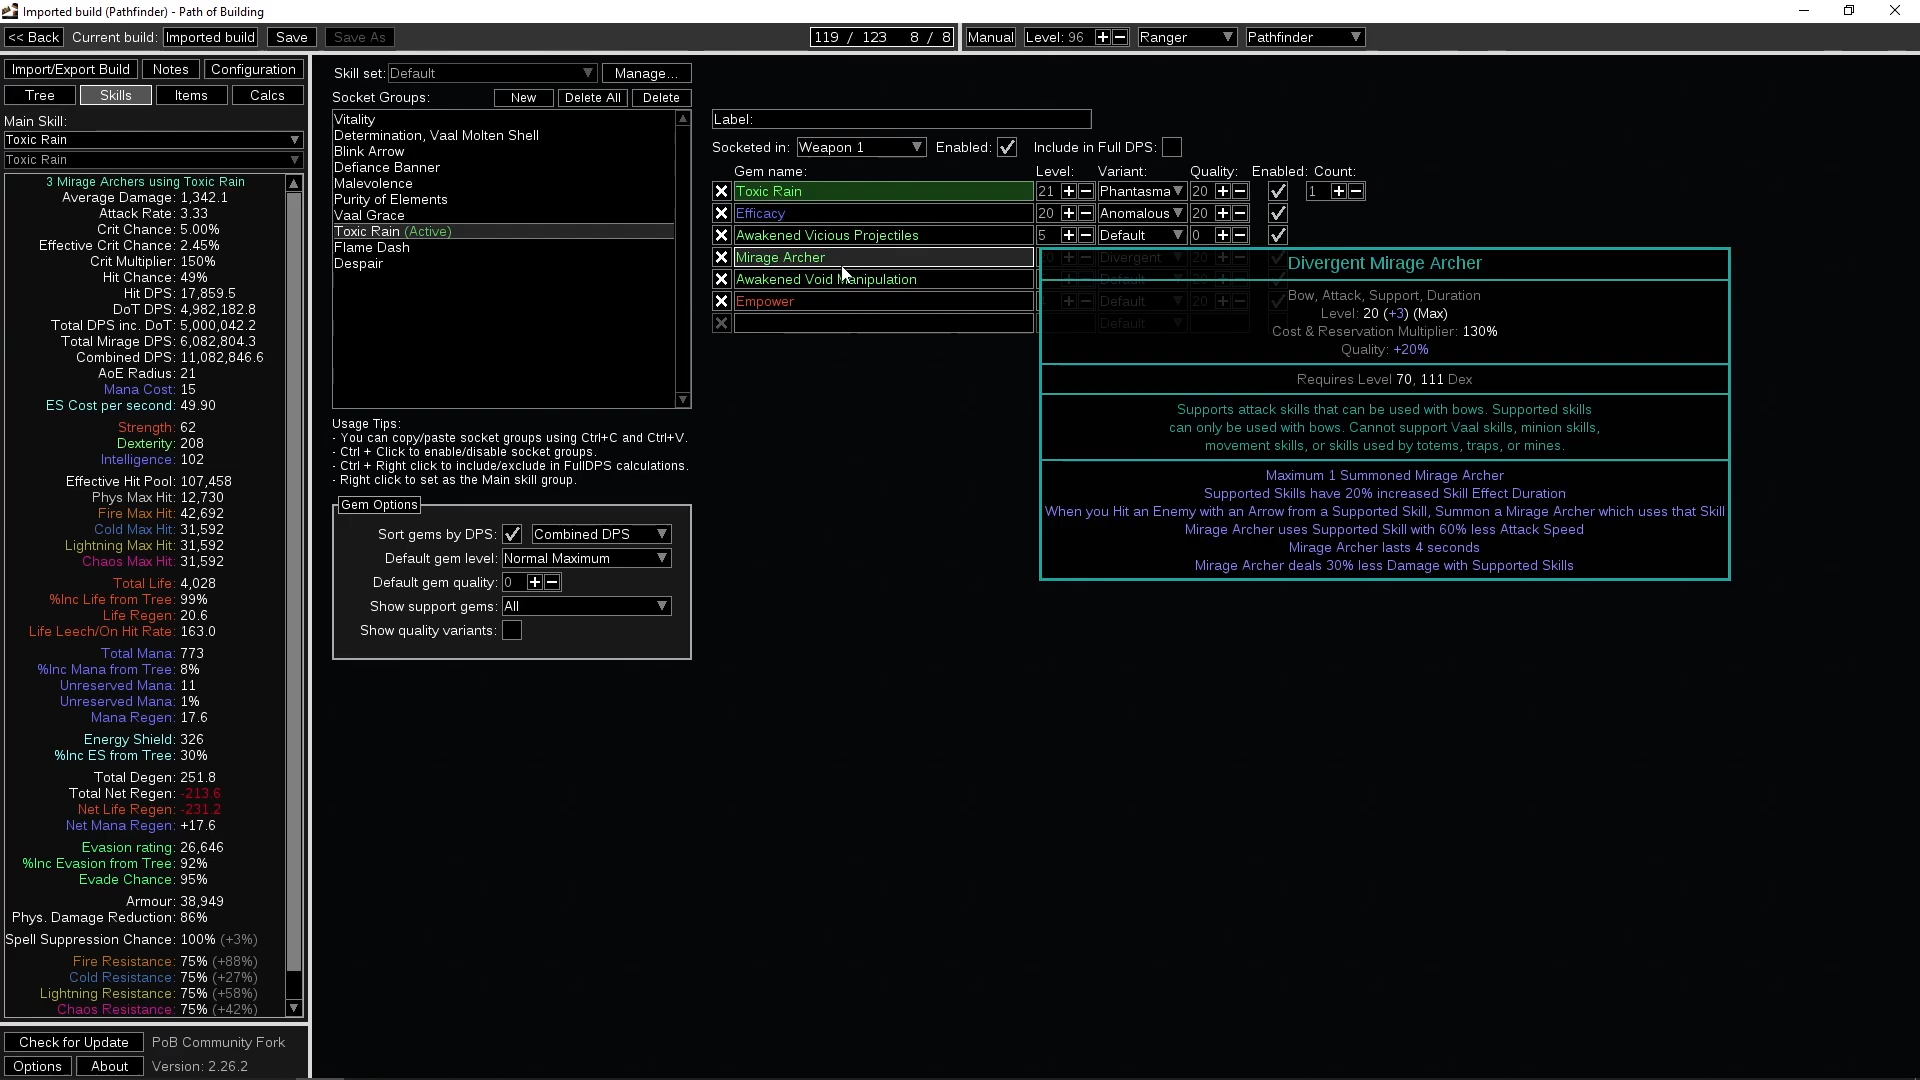 Imported build (Pathfinder) - Path of Building
<< Back Current build: Imported build Save Save As 119 / 123 8 / 8 Manual Level: 96 Ranger Pathfinder
Import/Export Build Notes Configuration
Tree Skills Items Calcs
Main Skill:
Toxic Rain
Toxic Rain
3 Mirage Archers using Toxic Rain
Average Damage: 1,342.1
Attack Rate: 3.33
Crit Chance: 5.00%
Effective Crit Chance: 2.45%
Crit Multiplier: 150%
Hit Chance: 49%
Hit DPS: 17,859.5
DoT DPS: 4,982,182.8
Total DPS inc. DoT: 5,000,042.2
Total Mirage DPS: 6,082,804.3
Combined DPS: 11,082,846.6
AoE Radius: 21
Mana Cost: 15
ES Cost per second: 49.90
Strength: 62
Dexterity: 208
Intelligence: 102
Effective Hit Pool: 107,458
Phys Max Hit: 12,730
Fire Max Hit: 42,692
Cold Max Hit: 31,592
Lightning Max Hit: 31,592
Chaos Max Hit: 31,592
Total Life: 4,028
%Inc Life from Tree: 99%
Life Regen: 20.6
Life Leech/On Hit Rate: 163.0
Total Mana: 773
%Inc Mana from Tree: 8%
Unreserved Mana: 11
Unreserved Mana: 1%
Mana Regen: 17.6
Energy Shield: 326
%Inc ES from Tree: 30%
Total Degen: 251.8
Total Net Regen: -213.6
Net Life Regen: -231.2
Net Mana Regen: +17.6
Evasion rating: 26,646
%Inc Evasion from Tree: 92%
Evade Chance: 95%
Armour: 38,949
Phys. Damage Reduction: 86%
Spell Suppression Chance: 100% (+3%)
Fire Resistance: 75% (+88%)
Cold Resistance: 75% (+27%)
Lightning Resistance: 75% (+58%)
Chaos Resistance: 75% (+42%)
Check for Update PoB Community Fork
Options About Version: 2.26.2
Skill set: Default Manage...
Socket Groups: New Delete All Delete
Vitality
Determination, Vaal Molten Shell
Blink Arrow
Defiance Banner
Malevolence
Purity of Elements
Vaal Grace
Toxic Rain (Active)
Flame Dash
Despair
Usage Tips:
- You can copy/paste socket groups using Ctrl+C and Ctrl+V.
- Ctrl + Click to enable/disable socket groups.
- Ctrl + Right click to include/exclude in FullDPS calculations.
- Right click to set as the Main skill group.
Gem Options
Sort gems by DPS: Combined DPS
Default gem level: Normal Maximum
Default gem quality: 0
Show support gems: All
Show quality variants:
Label:
Socketed in: Weapon 1 Enabled: Include in Full DPS:
Gem name: Level: Variant: Quality: Enabled: Count:
Toxic Rain 21 Phantasma 20 1
Efficacy 20 Anomalous 20
Awakened Vicious Projectiles 5 Default 0
Mirage Archer Divergent 20
Awakened Void Manipulation Default
Empower Default 20
Default
Divergent Mirage Archer
Bow, Attack, Support, Duration
Level: 20 (+3) (Max)
Cost & Reservation Multiplier: 130%
Quality: +20%
Requires Level 70, 111 Dex
Supports attack skills that can be used with bows. Supported skills
can only be used with bows. Cannot support Vaal skills, minion skills,
movement skills, or skills used by totems, traps, or mines.
Maximum 1 Summoned Mirage Archer
Supported Skills have 20% increased Skill Effect Duration
When you Hit an Enemy with an Arrow from a Supported Skill, Summon a Mirage Archer which uses that Skill
Mirage Archer uses Supported Skill with 60% less Attack Speed
Mirage Archer lasts 4 seconds
Mirage Archer deals 30% less Damage with Supported Skills